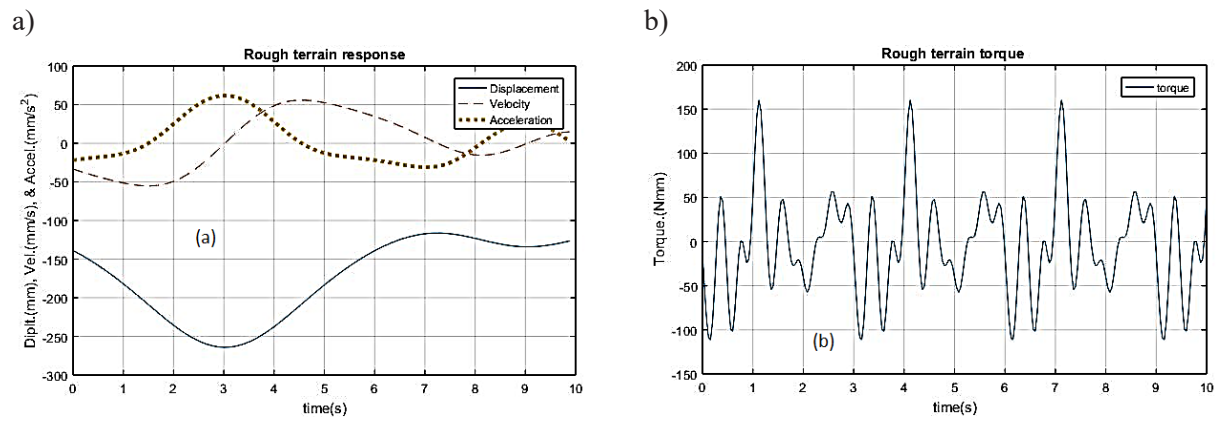 a)
Rough terrain response
Displacement
Velocity
Acceleration
Diplt.(mm), Vel.(mm/s), & Accel.(mm/s²)
100
50
0
-50
-100
-150
-200
-250
-300
(a)
0 1 2 3 4 5 6 7 8 9 10
time(s)
b)
Rough terrain torque
torque
Torque.(Nmm)
200
150
100
50
0
-50
-100
-150
(b)
0 1 2 3 4 5 6 7 8 9 10
time(s)